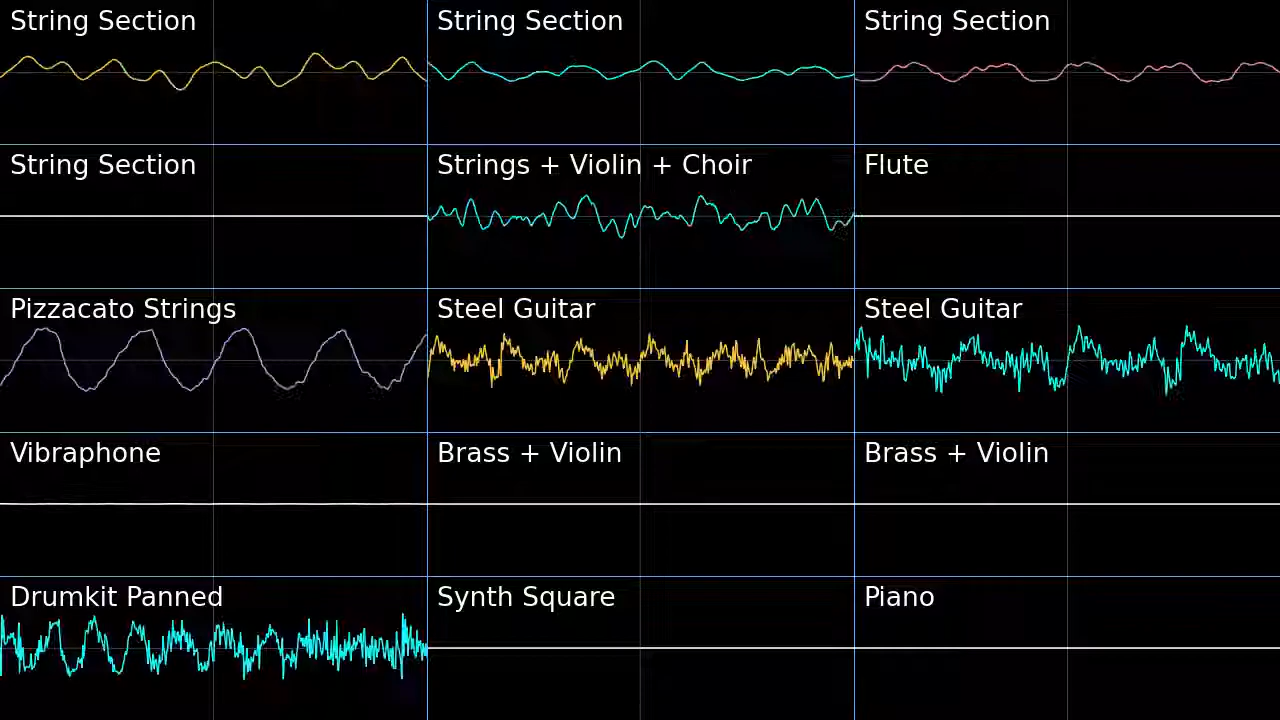 String Section
String Section
String Section
String Section
Strings + Violin + Choir
Flute
Pizzacato Strings
Steel Guitar
Steel Guitar
Vibraphone
Brass + Violin
Brass + Violin
Drumkit Panned
Synth Square
Piano